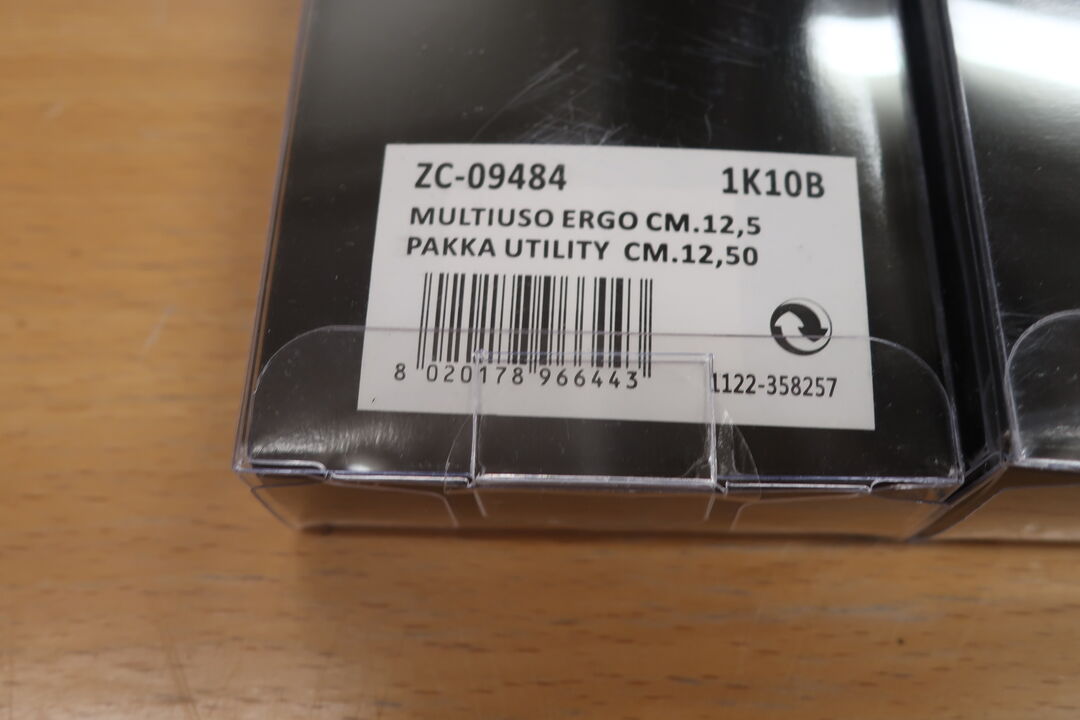 ZC-09484 1K10B
MULTIUSO ERGO CM.12,5
PAKKA UTILITY CM.12,50
8 020178 966443
1122-358257